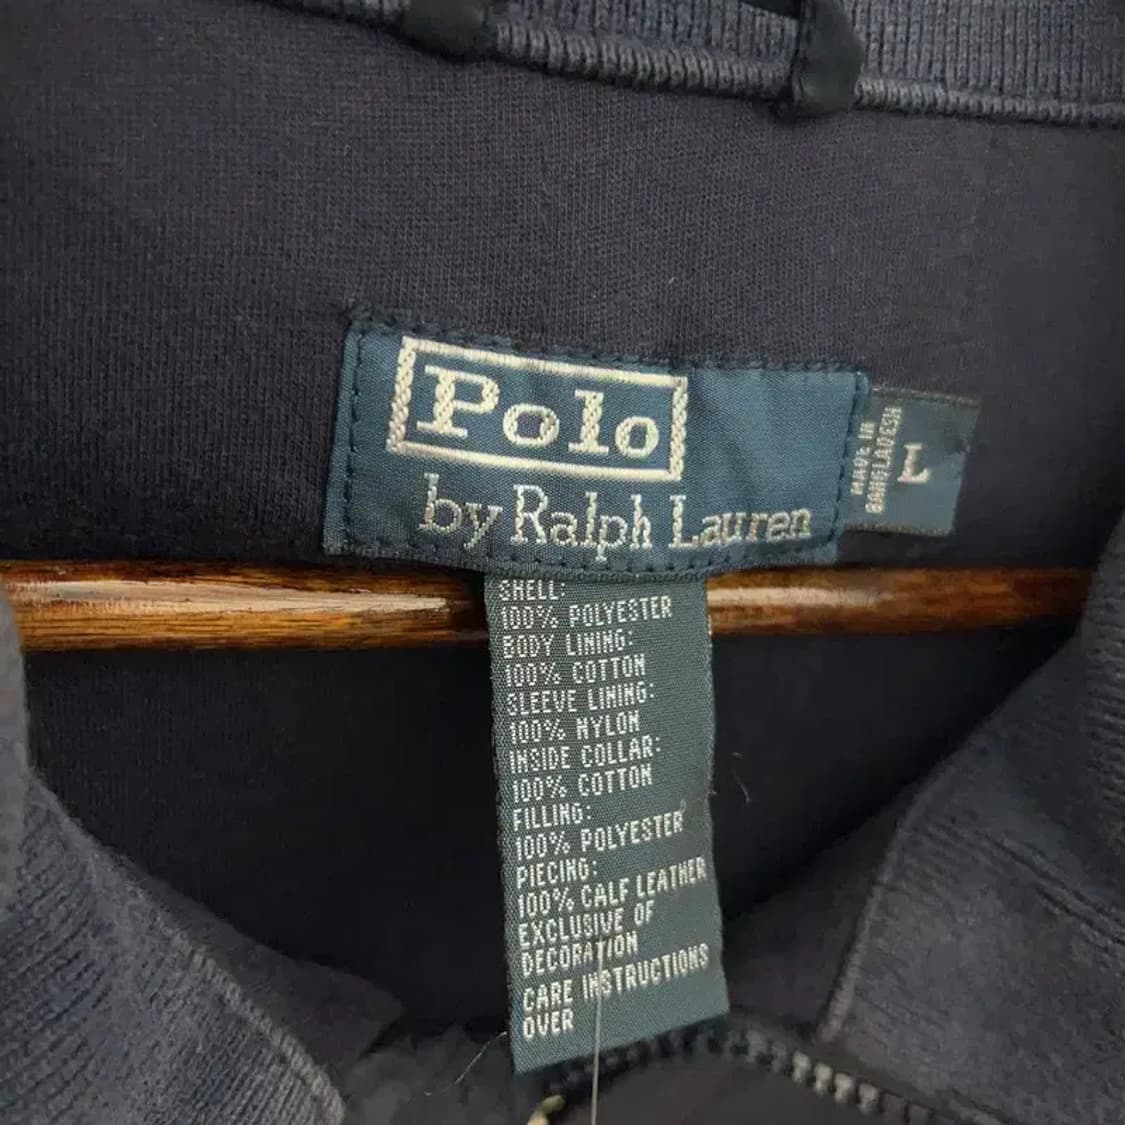 Polo
by Ralph Lauren
MADE IN
BANGLADESH
L
SHELL:
100% POLYESTER
BODY LINING:
100% COTTON
SLEEVE LINING:
100% NYLON
INSIDE COLLAR:
100% COTTON
FILLING:
100% POLYESTER
PIECING:
100% CALF LEATHER
EXCLUSIVE OF
DECORATION
CARE INSTRUCTIONS
OVER